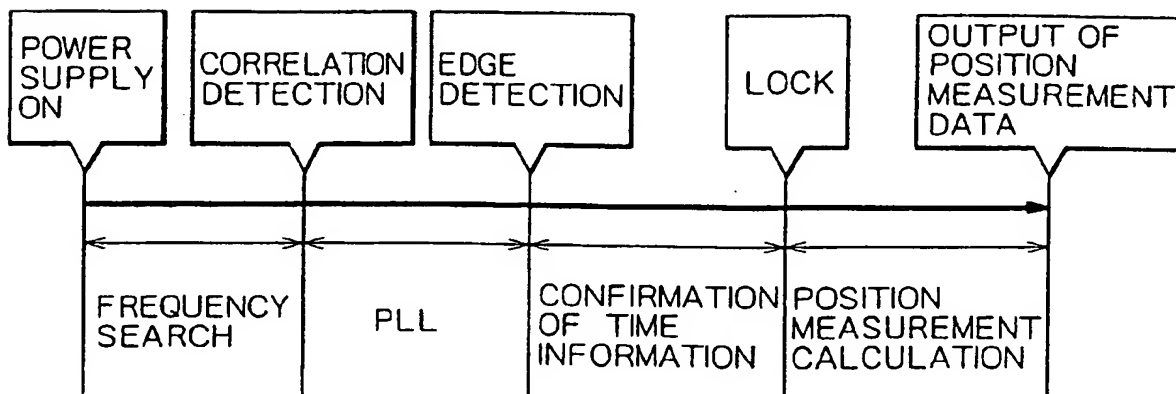 POWER
SUPPLY
ON
CORRELATION
DETECTION
EDGE
DETECTION
LOCK
OUTPUT OF
POSITION
MEASUREMENT
DATA
FREQUENCY
SEARCH
PLL
CONFIRMATION
OF TIME
INFORMATION
POSITION
MEASUREMENT
CALCULATION